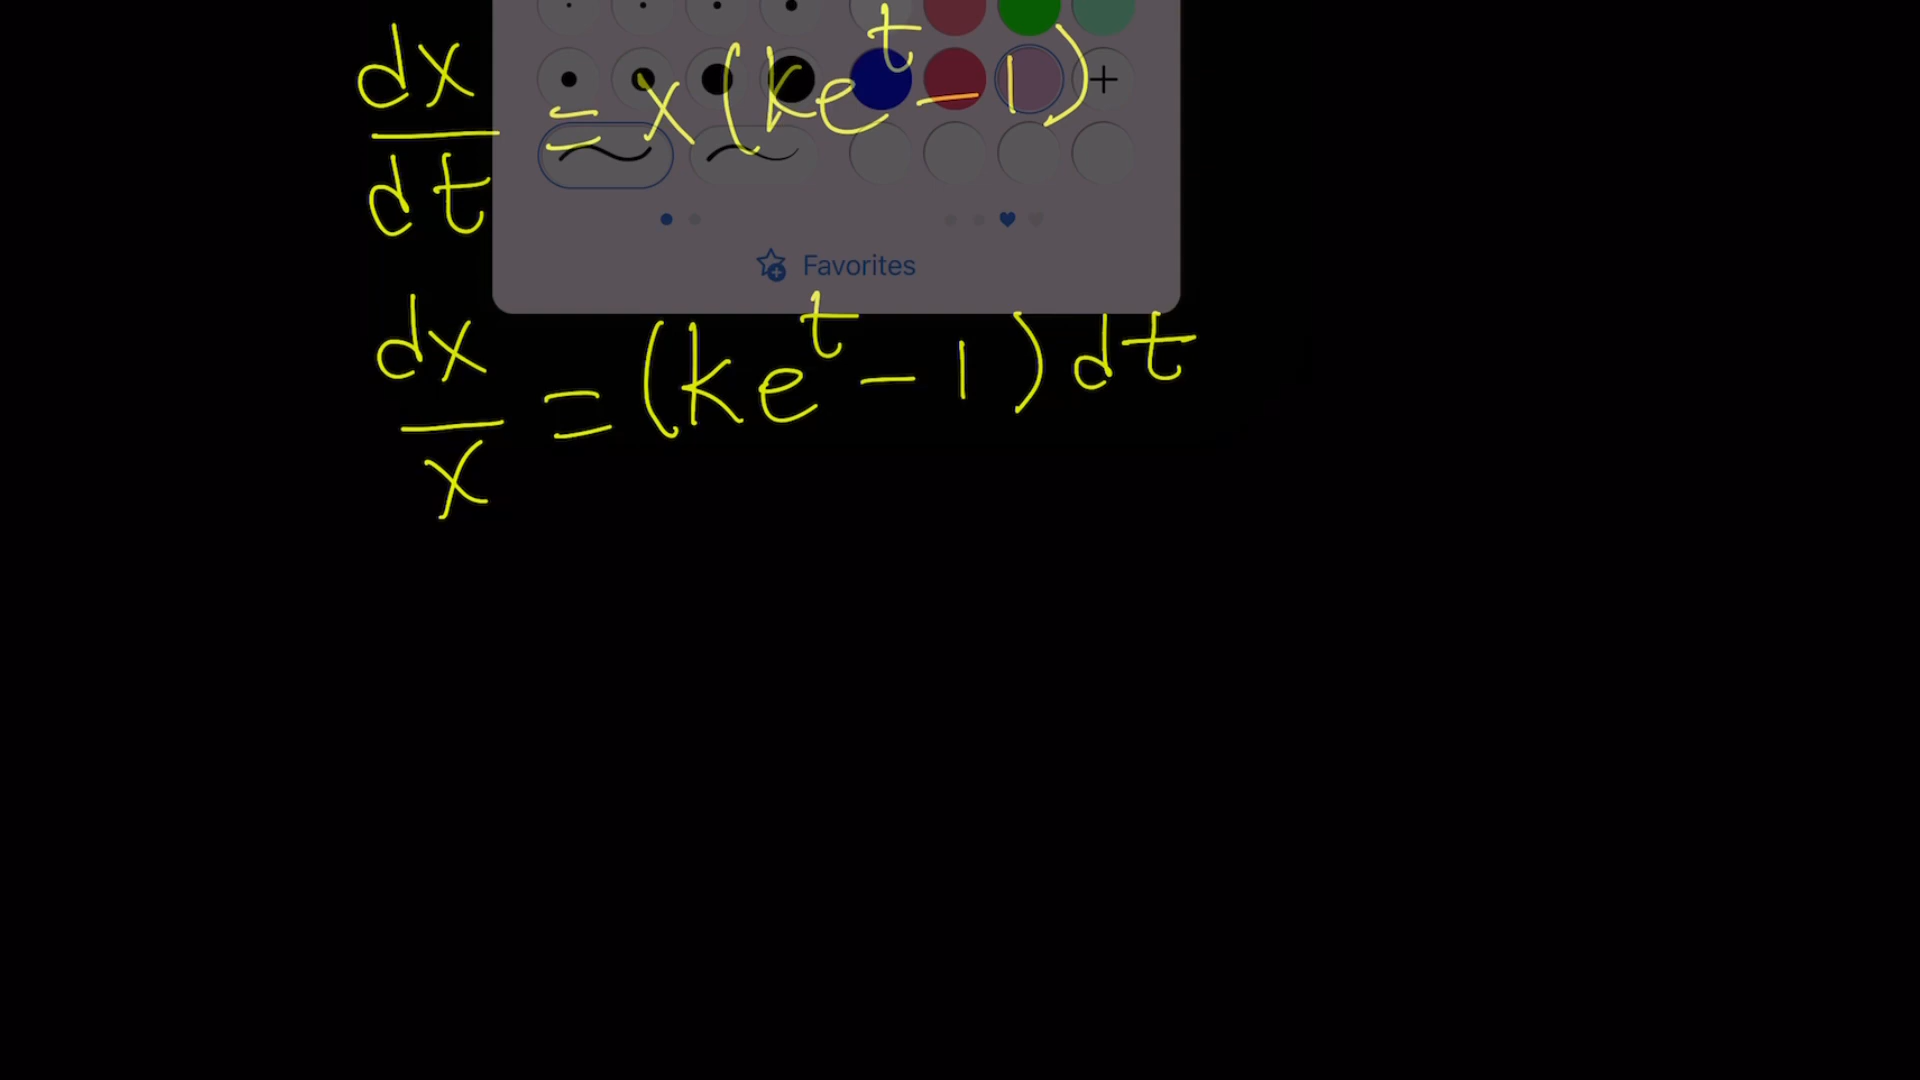 dx/dt = x(ke^t - 1)
Favorites
dx/x = (ke^t - 1)dt